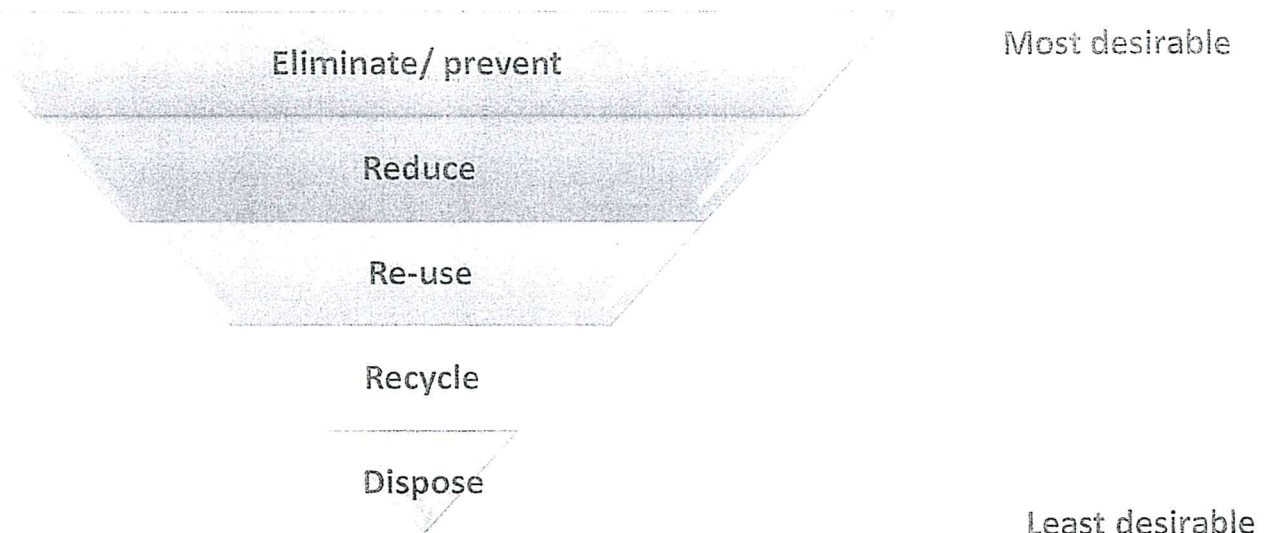 Eliminate/ prevent
Most desirable
Reduce
Re-use
Recycle
Dispose
Least desirable